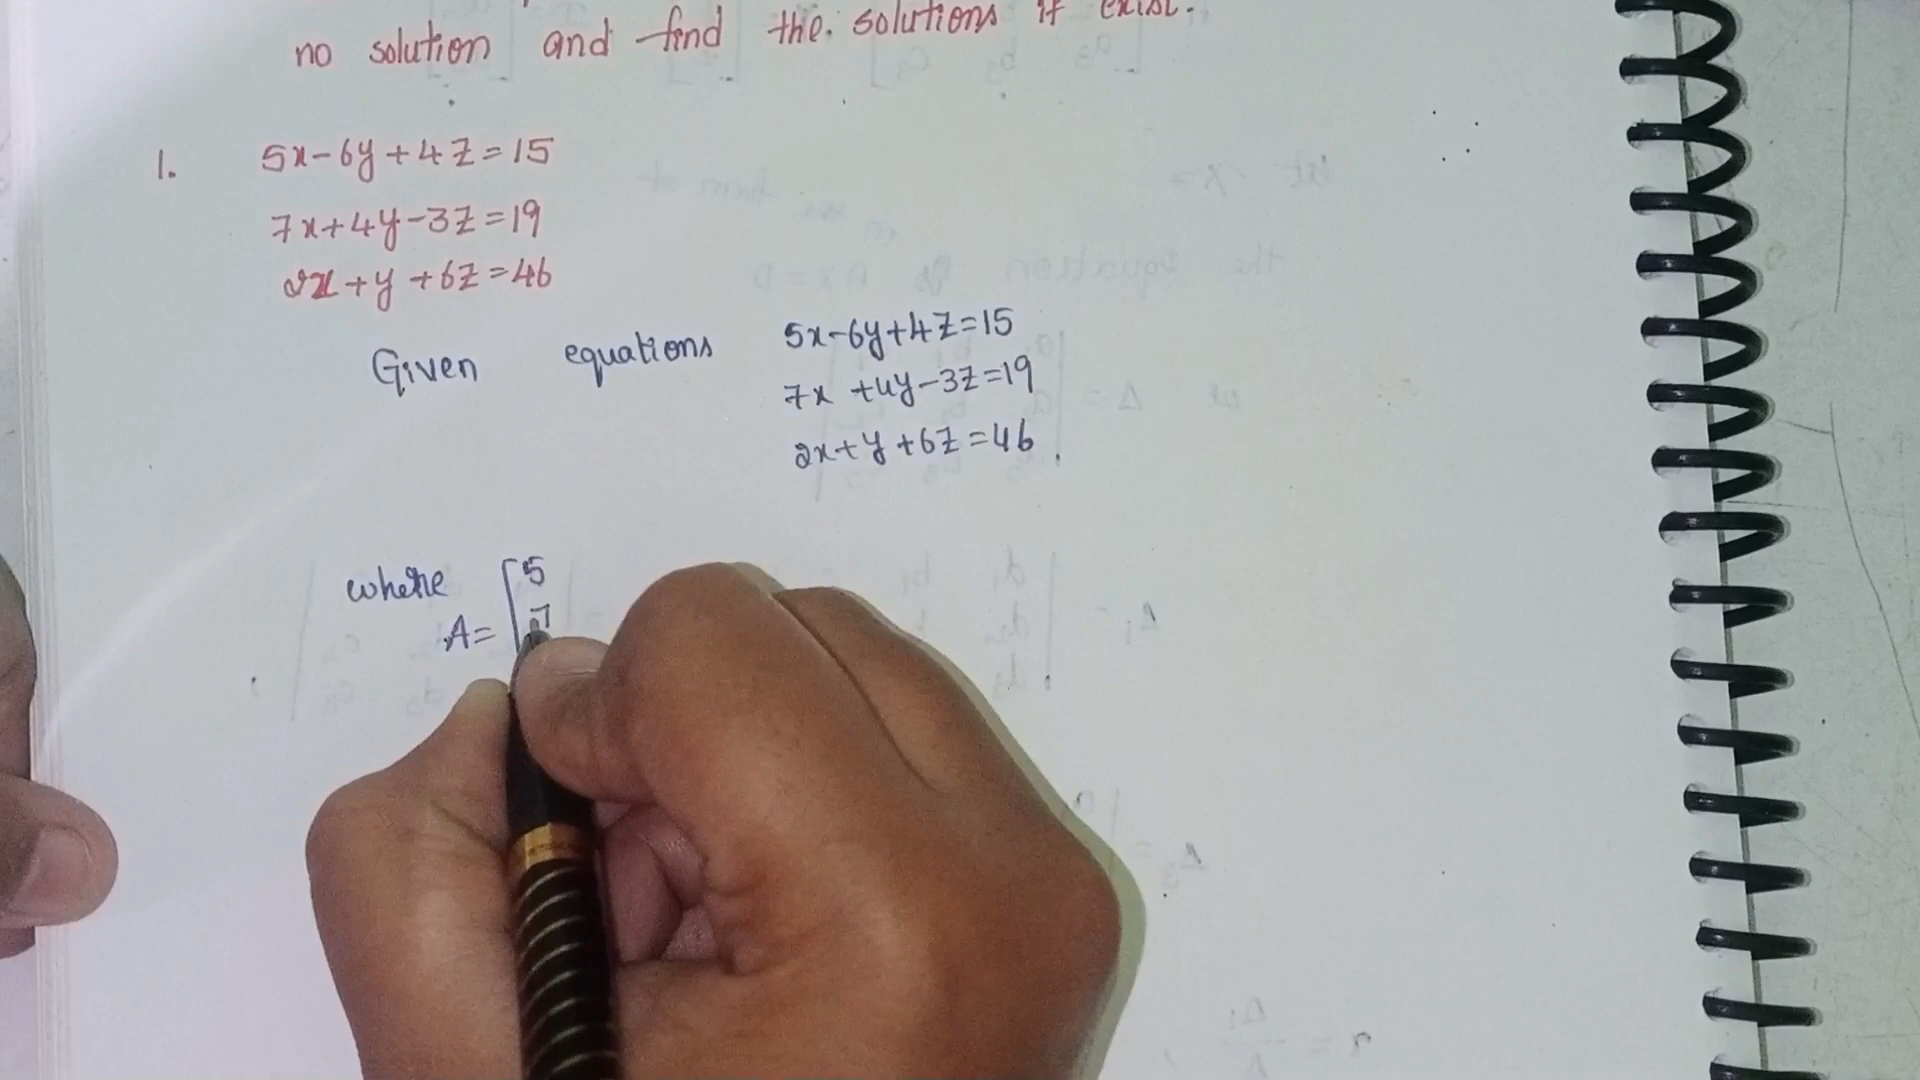 no solution and find the solutions if exist.
1. 5x-6y+4z=15
7x+4y-3z=19
2x+y+6z=46
Given equations 5x-6y+4z=15
7x+4y-3z=19
2x+y+6z=46.
where
A= [5
7